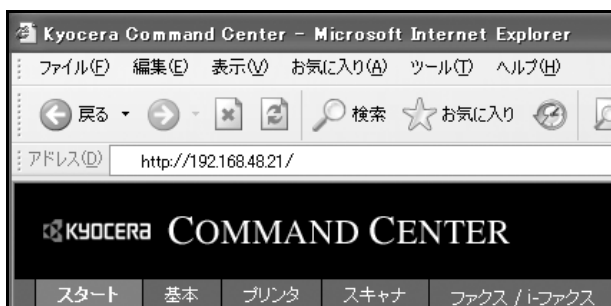 Kyocera Command Center - Microsoft Internet Explorer
ファイル(F) 編集(E) 表示(V) お気に入り(A) ツール(T) ヘルプ(H)
戻る 検索 お気に入り
アドレス(D) http://192.168.48.21/
KYOCERA COMMAND CENTER
スタート 基本 プリンタ スキャナ ファクス / i-ファクス